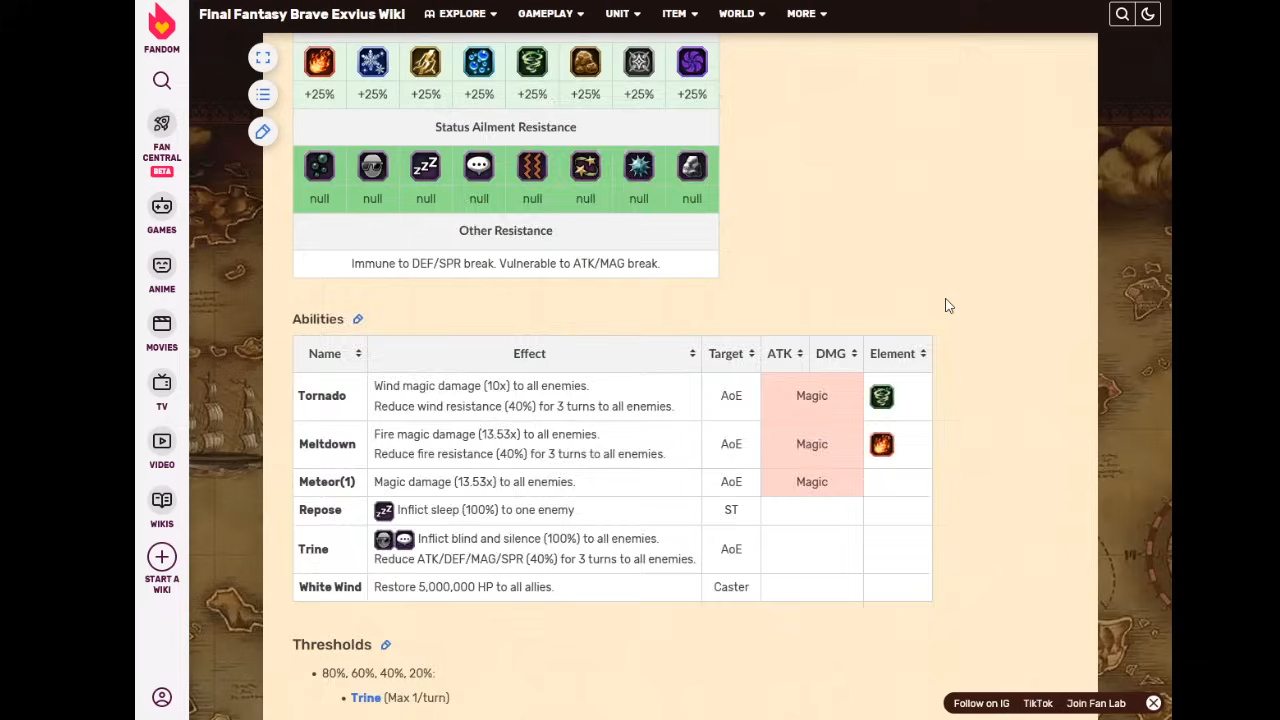 Final Fantasy Brave Exvius Wiki
EXPLORE
GAMEPLAY
UNIT
ITEM
WORLD
MORE
FANDOM
FAN
CENTRAL
BETA
GAMES
ANIME
MOVIES
TV
VIDEO
WIKIS
START A
WIKI
+25% +25% +25% +25% +25% +25% +25% +25%
Status Ailment Resistance
zzZ
null null null null null null null null
Other Resistance
Immune to DEF/SPR break. Vulnerable to ATK/MAG break.
Abilities
Name Effect Target ATK DMG Element
Tornado
Wind magic damage (10x) to all enemies.
Reduce wind resistance (40%) for 3 turns to all enemies.
AoE Magic
Meltdown
Fire magic damage (13.53x) to all enemies.
Reduce fire resistance (40%) for 3 turns to all enemies.
AoE Magic
Meteor(1) Magic damage (13.53x) to all enemies. AoE Magic
Repose zzZ Inflict sleep (100%) to one enemy ST
Trine
Inflict blind and silence (100%) to all enemies.
Reduce ATK/DEF/MAG/SPR (40%) for 3 turns to all enemies.
AoE
White Wind Restore 5,000,000 HP to all allies. Caster
Thresholds
80%, 60%, 40%, 20%:
Trine (Max 1/turn)
Follow on IG TikTok Join Fan Lab